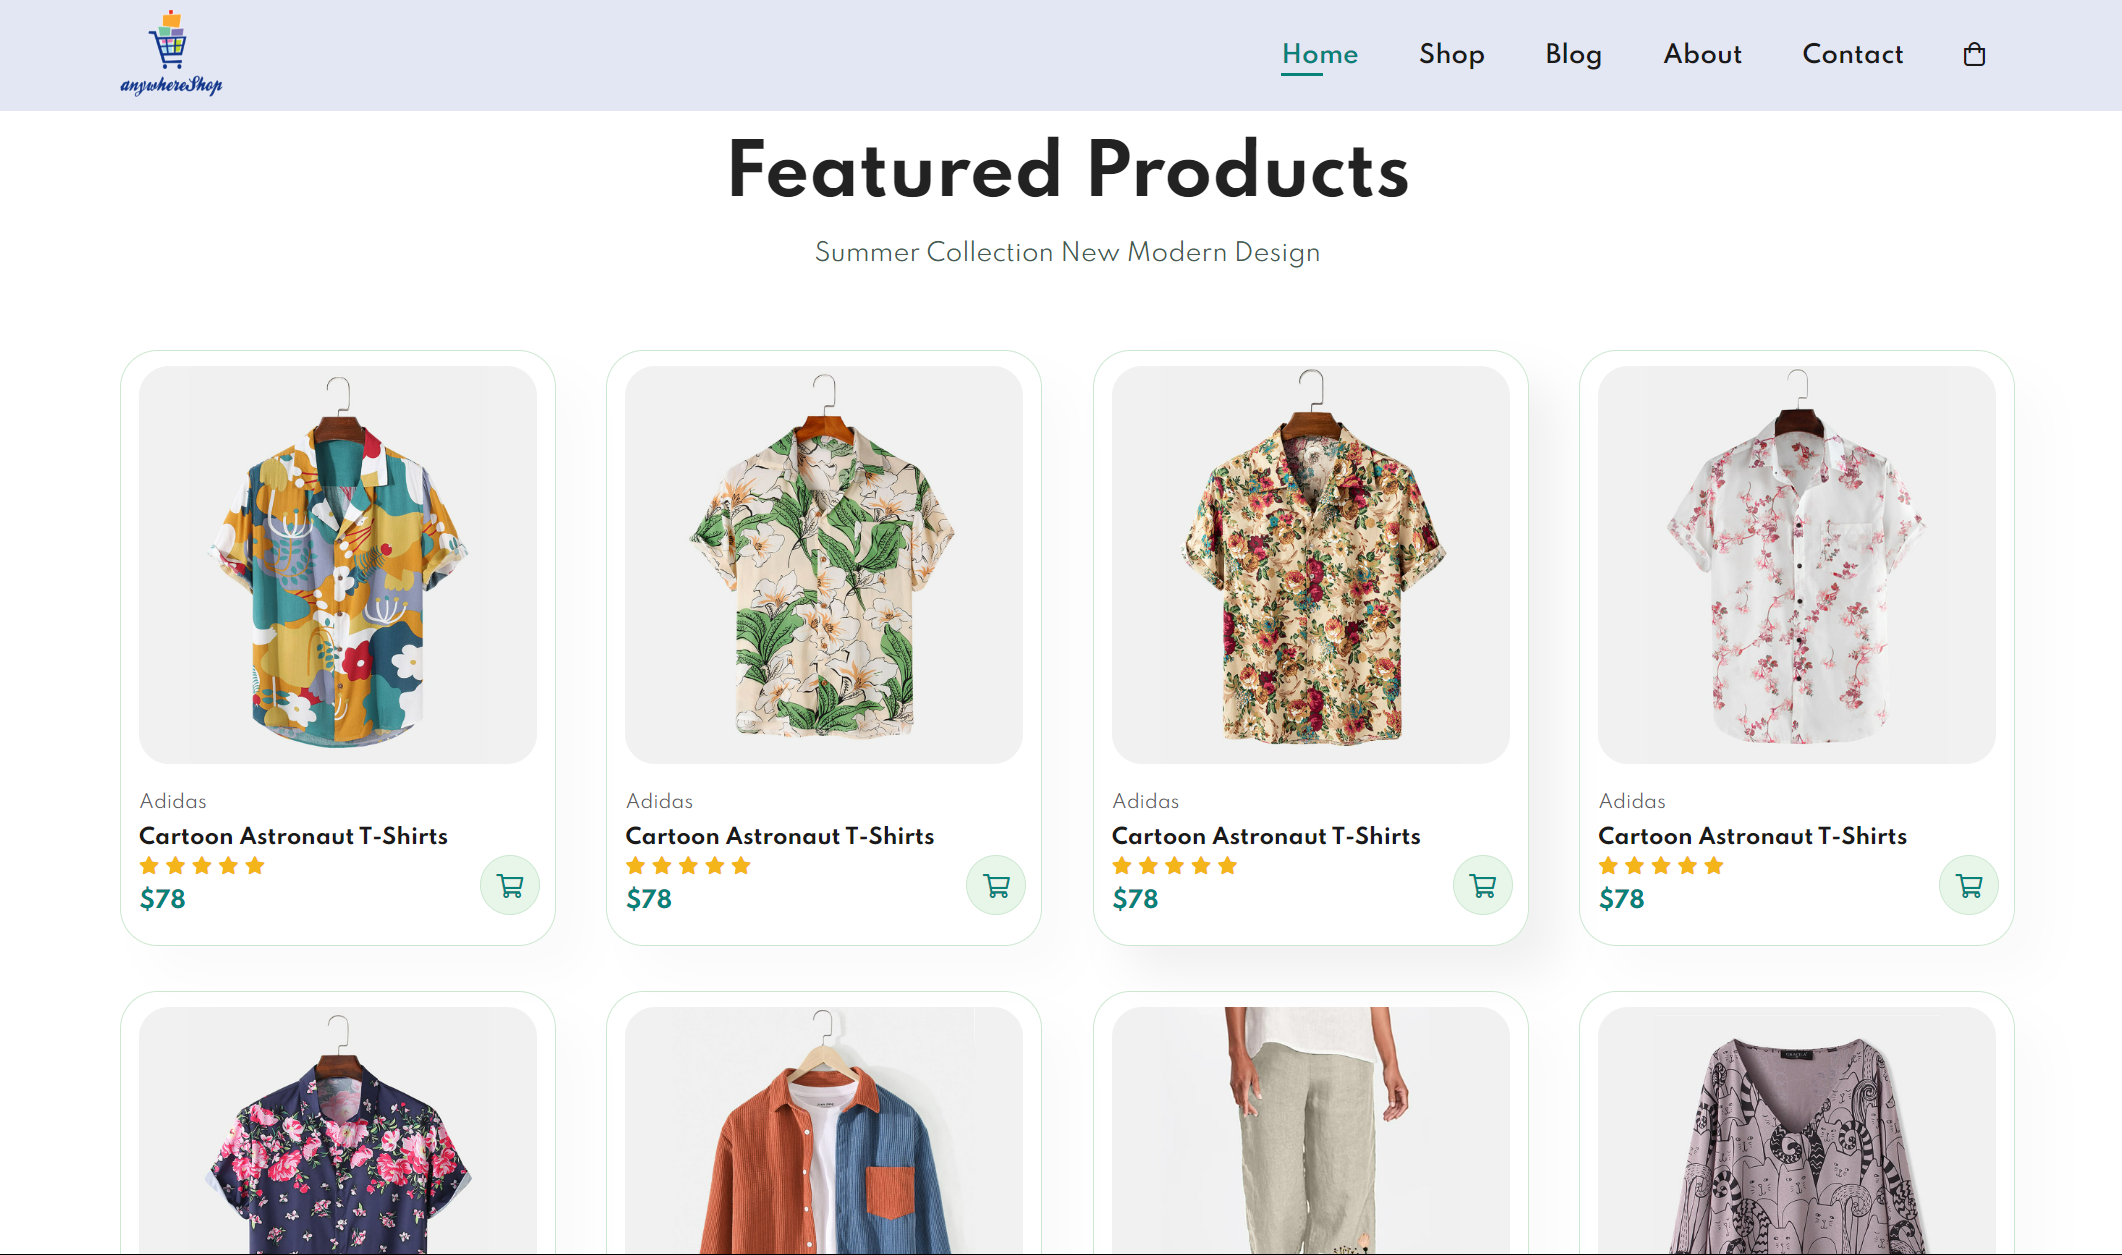 anywhereShop
Home Shop Blog About Contact
Featured Products
Summer Collection New Modern Design
Adidas
Cartoon Astronaut T-Shirts
$78
Adidas
Cartoon Astronaut T-Shirts
$78
Adidas
Cartoon Astronaut T-Shirts
$78
Adidas
Cartoon Astronaut T-Shirts
$78